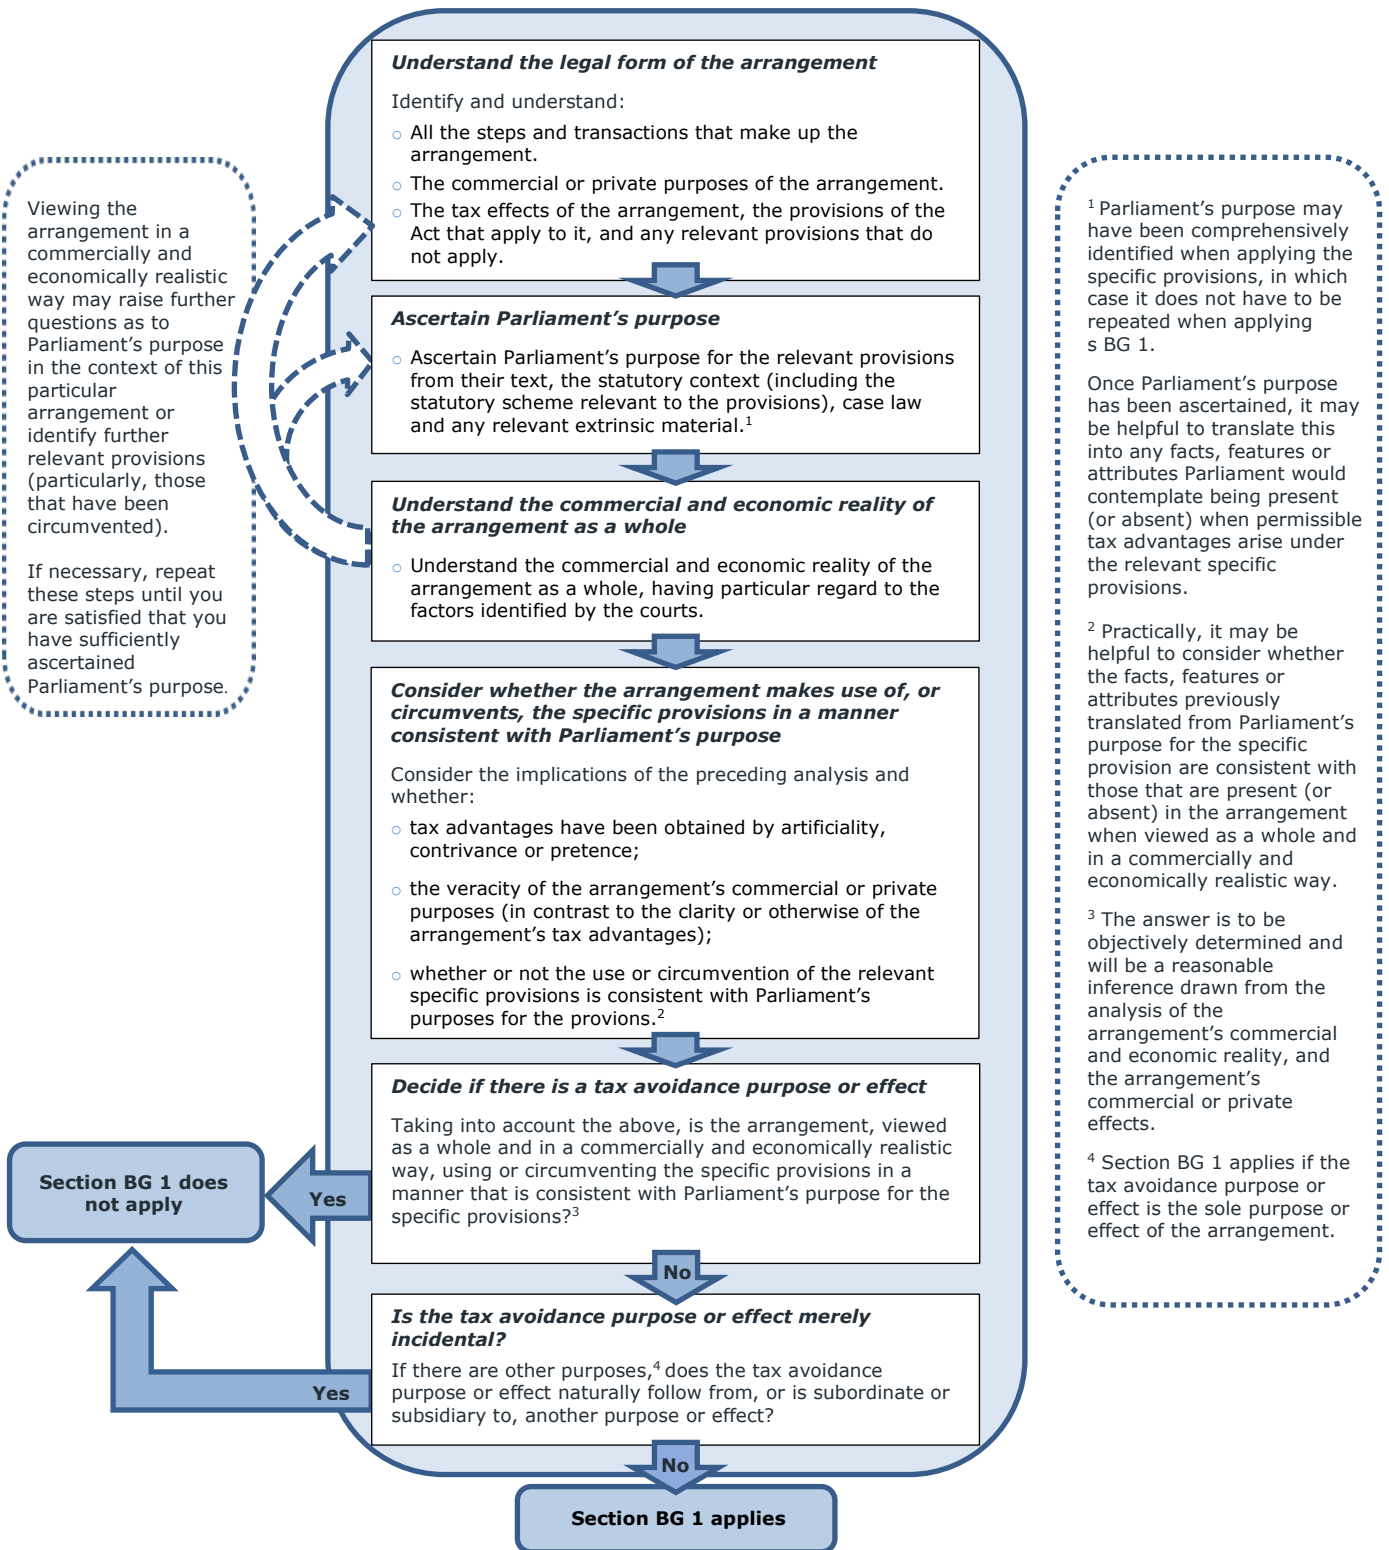 Understand the legal form of the arrangement
Identify and understand:
○ All the steps and transactions that make up the
arrangement.
○ The commercial or private purposes of the arrangement.
○ The tax effects of the arrangement, the provisions of the
Act that apply to it, and any relevant provisions that do
not apply.
Viewing the
arrangement in a
commercially and
economically realistic
way may raise further
questions as to
Parliament's purpose
in the context of this
particular
arrangement or
identify further
relevant provisions
(particularly, those
that have been
circumvented).
If necessary, repeat
these steps until you
are satisfied that you
have sufficiently
ascertained
Parliament's purpose.
Ascertain Parliament's purpose
○ Ascertain Parliament's purpose for the relevant provisions
from their text, the statutory context (including the
statutory scheme relevant to the provisions), case law
and any relevant extrinsic material.¹
Understand the commercial and economic reality of
the arrangement as a whole
○ Understand the commercial and economic reality of the
arrangement as a whole, having particular regard to the
factors identified by the courts.
Consider whether the arrangement makes use of, or
circumvents, the specific provisions in a manner
consistent with Parliament's purpose
Consider the implications of the preceding analysis and
whether:
○ tax advantages have been obtained by artificiality,
contrivance or pretence;
○ the veracity of the arrangement's commercial or private
purposes (in contrast to the clarity or otherwise of the
arrangement's tax advantages);
○ whether or not the use or circumvention of the relevant
specific provisions is consistent with Parliament's
purposes for the provions.²
Decide if there is a tax avoidance purpose or effect
Taking into account the above, is the arrangement, viewed
as a whole and in a commercially and economically realistic
way, using or circumventing the specific provisions in a
manner that is consistent with Parliament's purpose for the
specific provisions?³
Yes
Section BG 1 does
not apply
No
Is the tax avoidance purpose or effect merely
incidental?
If there are other purposes,⁴ does the tax avoidance
purpose or effect naturally follow from, or is subordinate or
subsidiary to, another purpose or effect?
Yes
No
Section BG 1 applies
¹ Parliament's purpose may
have been comprehensively
identified when applying the
specific provisions, in which
case it does not have to be
repeated when applying
s BG 1.
Once Parliament's purpose
has been ascertained, it may
be helpful to translate this
into any facts, features or
attributes Parliament would
contemplate being present
(or absent) when permissible
tax advantages arise under
the relevant specific
provisions.
² Practically, it may be
helpful to consider whether
the facts, features or
attributes previously
translated from Parliament's
purpose for the specific
provision are consistent with
those that are present (or
absent) in the arrangement
when viewed as a whole and
in a commercially and
economically realistic way.
³ The answer is to be
objectively determined and
will be a reasonable
inference drawn from the
analysis of the
arrangement's commercial
and economic reality, and
the arrangement's
commercial or private
effects.
⁴ Section BG 1 applies if the
tax avoidance purpose or
effect is the sole purpose or
effect of the arrangement.